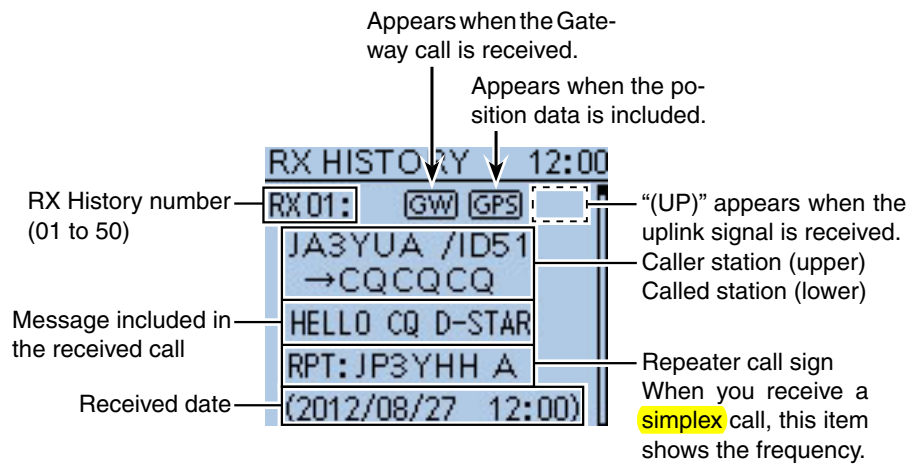 Appears when the Gate-
way call is received.
Appears when the po-
sition data is included.
RX HISTORY 12:00
RX History number
(01 to 50)
RX01: GW GPS
"(UP)" appears when the
uplink signal is received.
JA3YUA /ID51
→CQCQCQ
Caller station (upper)
Called station (lower)
Message included in
the received call
HELLO CQ D-STAR
RPT:JP3YHH A
Repeater call sign
When you receive a
simplex call, this item
shows the frequency.
Received date
(2012/08/27 12:00)